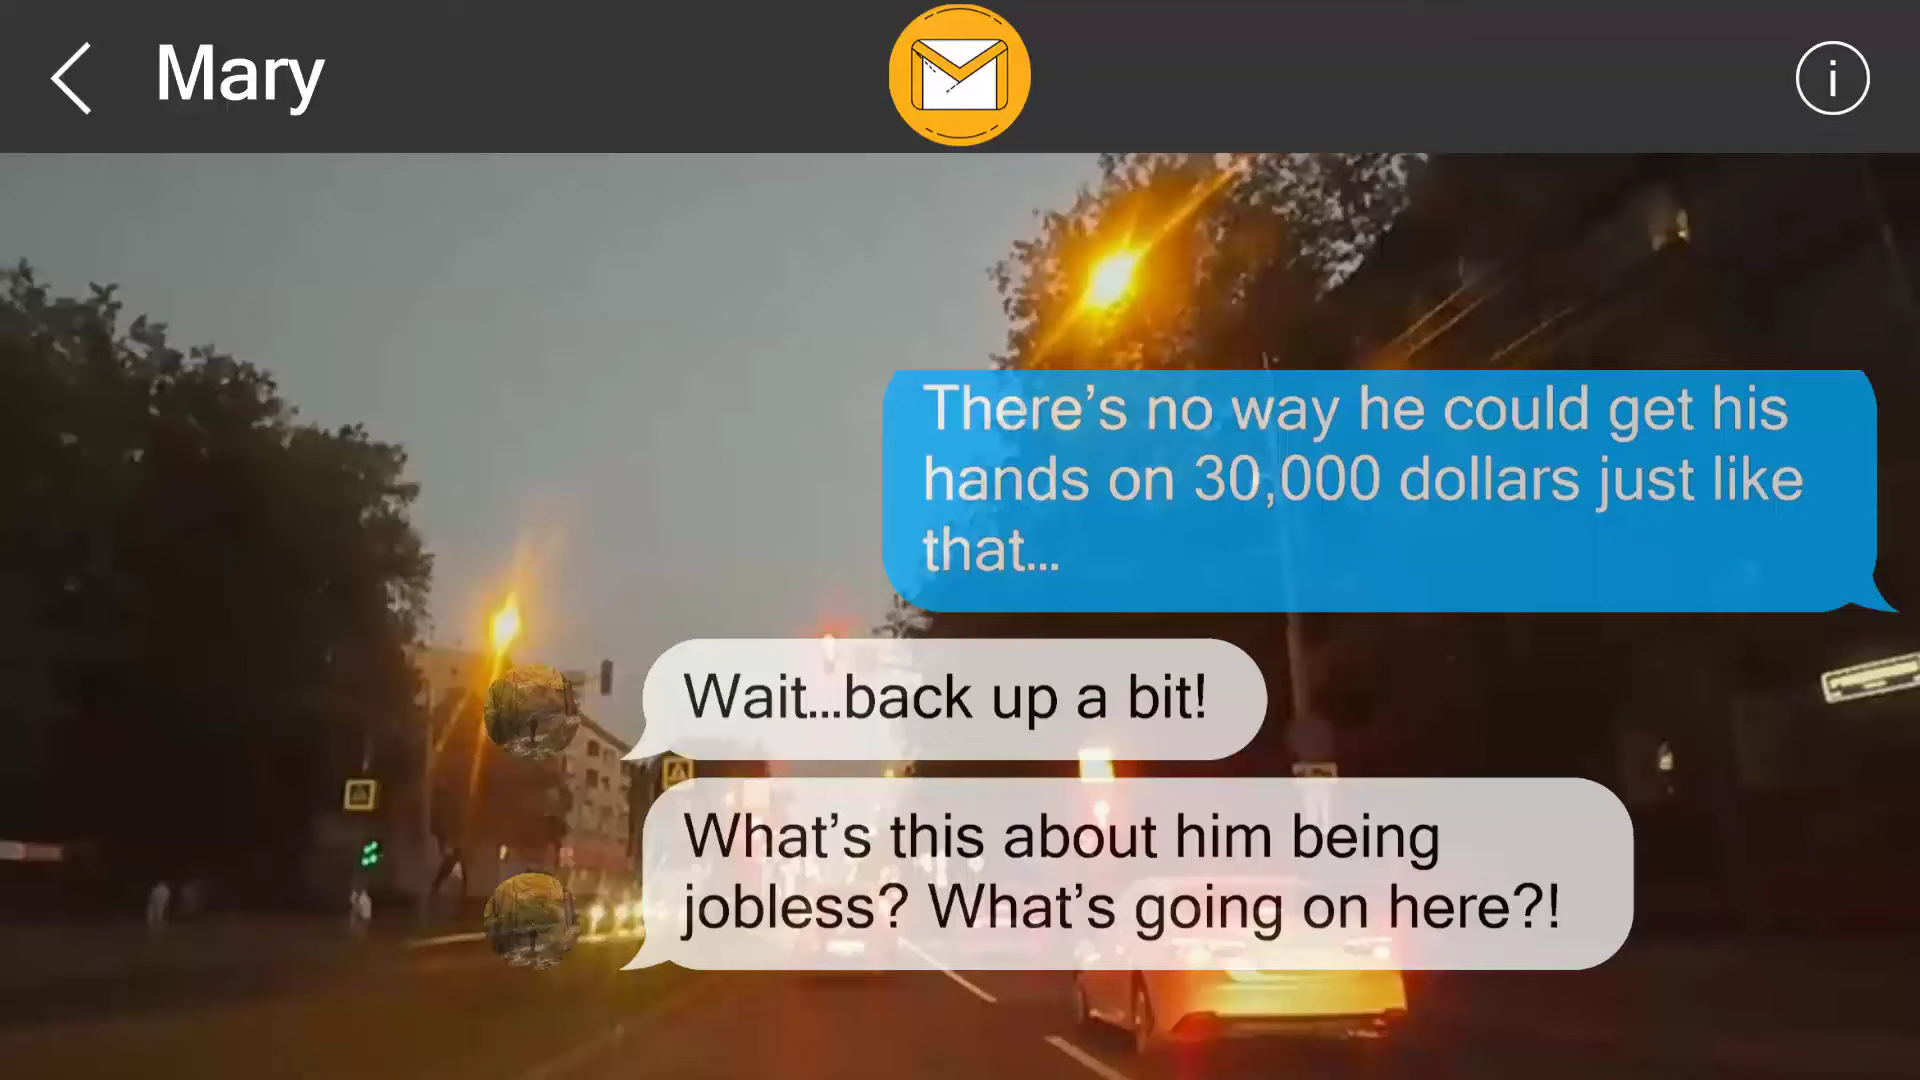 Mary
There’s no way he could get his
hands on 30,000 dollars just like
that...
Wait...back up a bit!
What’s this about him being
jobless? What’s going on here?!